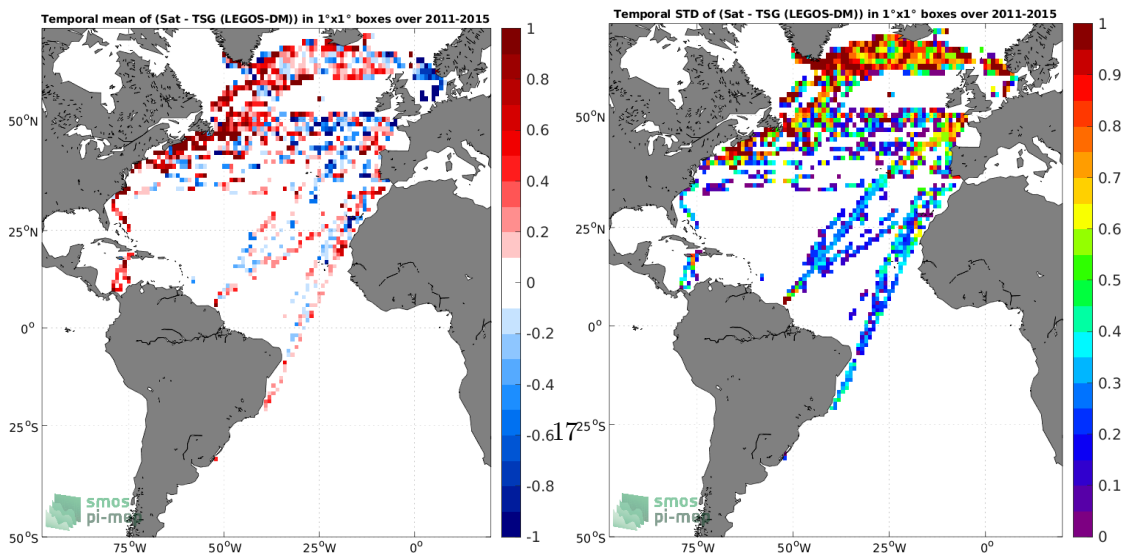 Temporal mean of (Sat - TSG (LEGOS-DM)) in 1°x1° boxes over 2011-2015
50°N
25°N
0°
25°S
50°S
75°W
50°W
25°W
0°
1
0.8
0.6
0.4
0.2
0
-0.2
-0.4
-0.6
-0.8
-1
smos
17
Temporal STD of (Sat - TSG (LEGOS-DM)) in 1°x1° boxes over 2011-2015
50°N
25°N
0°
25°S
50°S
75°W
50°W
25°W
0°
1
0.9
0.8
0.7
0.6
0.5
0.4
0.3
0.2
0.1
0
smos